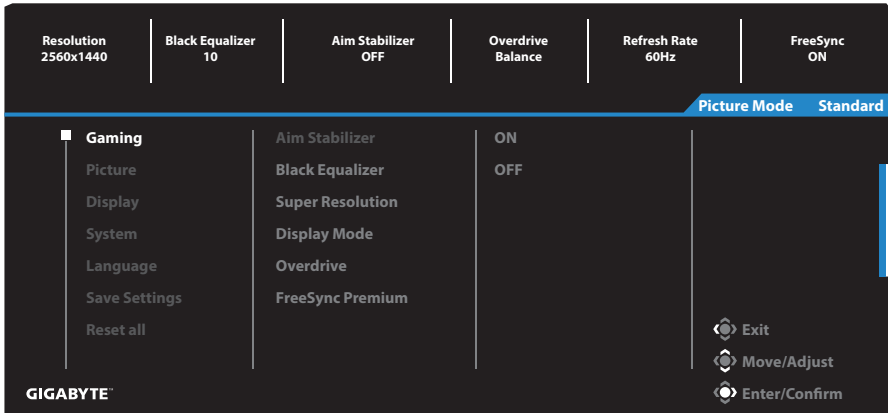 Resolution
2560x1440
Black Equalizer
10
Aim Stabilizer
OFF
Overdrive
Balance
Refresh Rate
60Hz
FreeSync
ON
Picture Mode Standard
Gaming
Picture
Display
System
Language
Save Settings
Reset all
Aim Stabilizer
Black Equalizer
Super Resolution
Display Mode
Overdrive
FreeSync Premium
ON
OFF
Exit
Move/Adjust
Enter/Confirm
GIGABYTE™